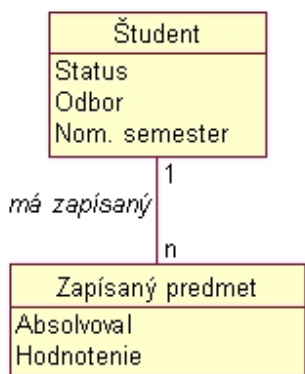 Študent
Status
Odbor
Nom. semester
1
má zapísaný
n
Zapísaný predmet
Absolvoval
Hodnotenie